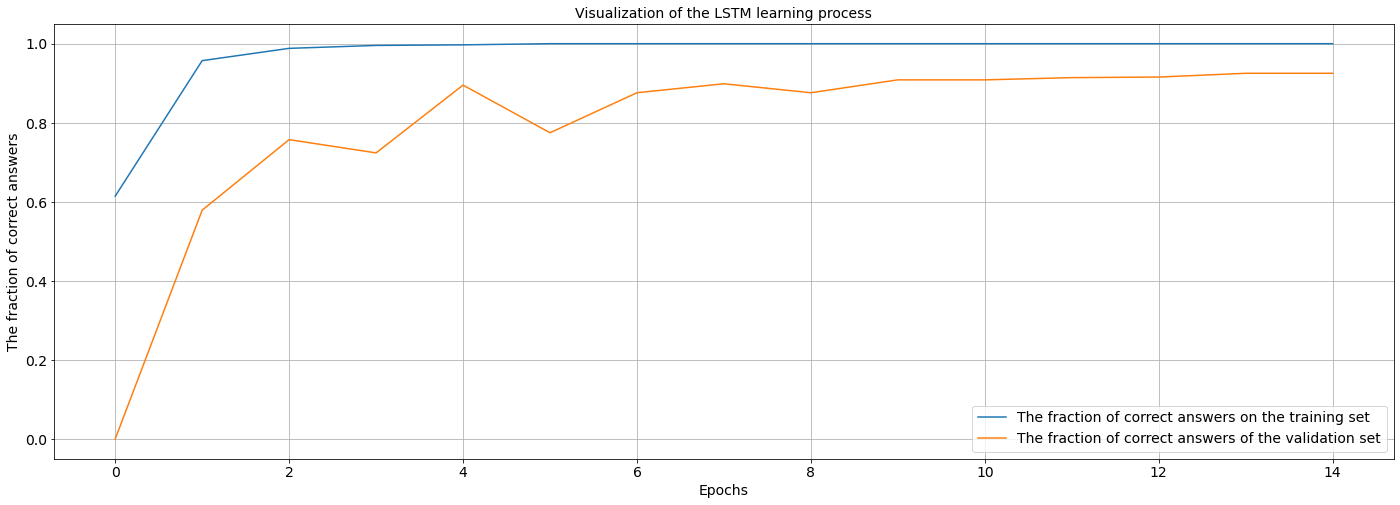 Visualization of the LSTM learning process
The fraction of correct answers
1.0
0.8
0.6
0.4
0.2
0.0
The fraction of correct answers on the training set
The fraction of correct answers of the validation set
0 2 4 6 8 10 12 14
Epochs